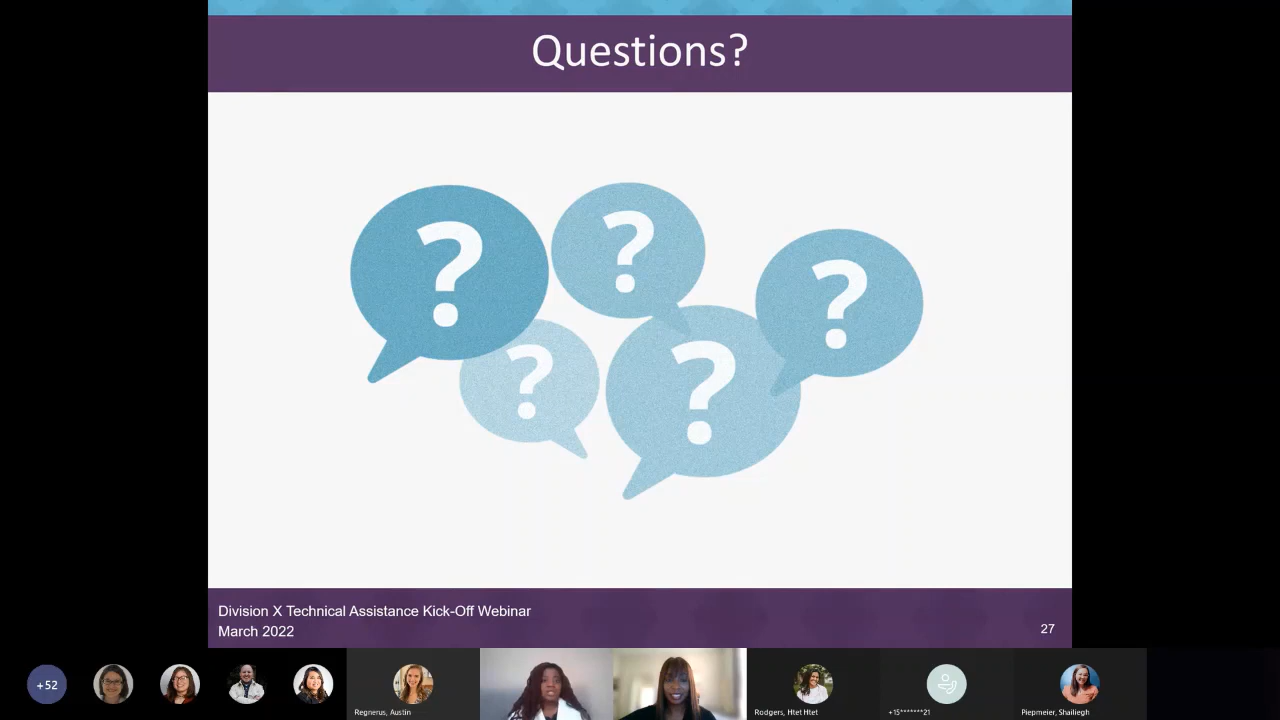 Questions?
?
?
?
?
?
Division X Technical Assistance Kick-Off Webinar
March 2022
27
+52
Regnerus, Austin
Rodgers, Htet Htet
+15*******21
Piepmeier, Shailiegh